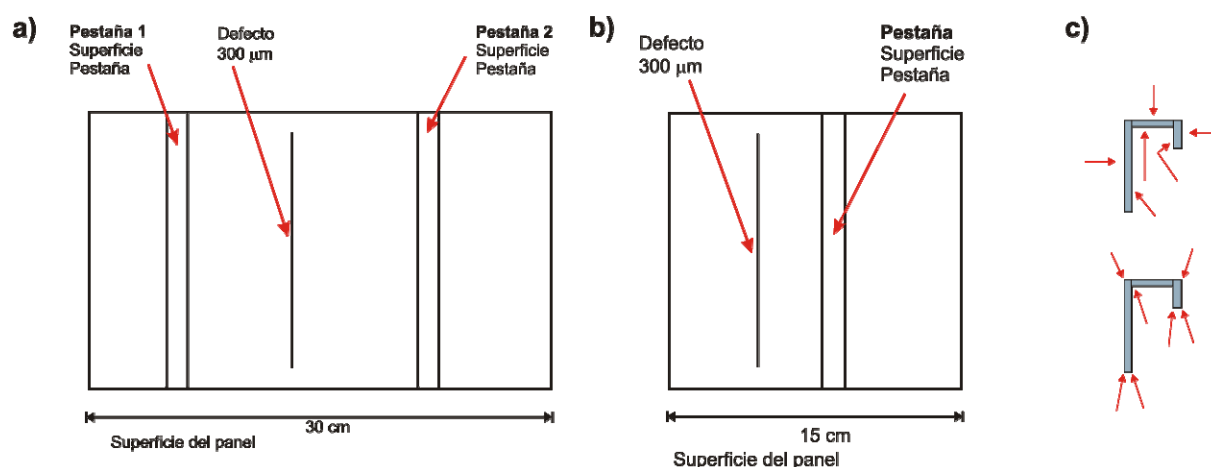 a)
Pestaña 1
Superficie
Pestaña
Defecto
300 µm
Pestaña 2
Superficie
Pestaña
30 cm
Superficie del panel
b)
Defecto
300 µm
Pestaña
Superficie
Pestaña
15 cm
Superficie del panel
c)